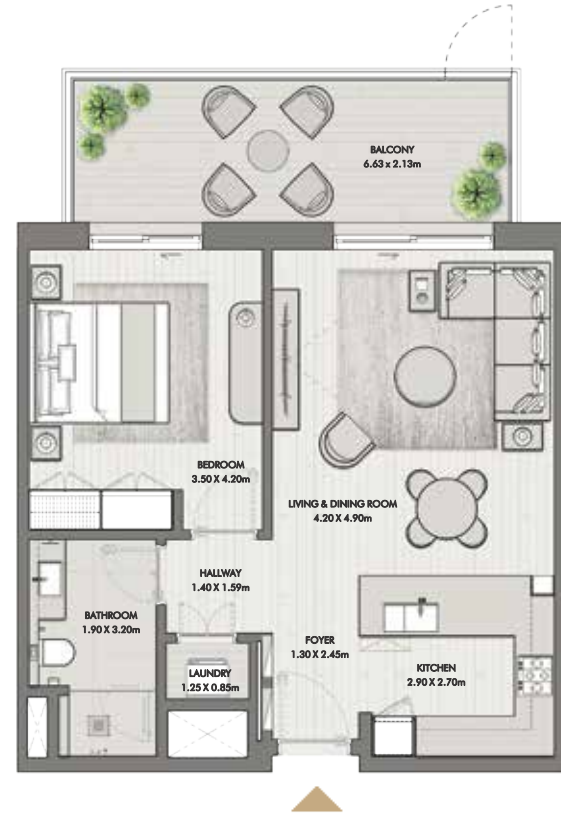 BALCONY
6.63 x 2.13m
BEDROOM
3.50 X 4.20m
LIVING & DINING ROOM
4.20 X 4.90m
HALLWAY
1.40 X 1.59m
BATHROOM
1.90 X 3.20m
FOYER
1.30 X 2.45m
LAUNDRY
1.25 X 0.85m
KITCHEN
2.90 X 2.70m